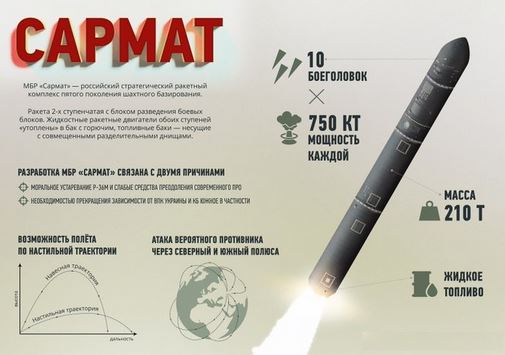 САРМАТ
МБР «Сармат» — российский стратегический ракетный
комплекс пятого поколения шахтного базирования.
Ракета 2-х ступенчатая с блоком разведения боевых
блоков. Жидкостные ракетные двигатели обоих ступеней
«утоплены» в бак с горючим, топливные баки — несущие
с совмещенными разделительными днищами.
РАЗРАБОТКА МБР «САРМАТ» СВЯЗАНА С ДВУМЯ ПРИЧИНАМИ
МОРАЛЬНОЕ УСТАРЕВАНИЕ Р-36М И СЛАБЫЕ СРЕДСТВА ПРЕОДОЛЕНИЯ СОВРЕМЕННОГО ПРО
НЕОБХОДИМОСТЬЮ ПРЕКРАЩЕНИЯ ЗАВИСИМОСТИ ОТ ВПК УКРАИНЫ И КБ ЮЖНОЕ В ЧАСТНОСТИ
ВОЗМОЖНОСТЬ ПОЛЁТА
ПО НАСТИЛЬНОЙ ТРАЕКТОРИИ
высота
Навесная траектория
Настильная траектория
дальность
АТАКА ВЕРОЯТНОГО ПРОТИВНИКА
ЧЕРЕЗ СЕВЕРНЫЙ И ЮЖНЫЙ ПОЛЮСА
10
БОЕГОЛОВОК
×
750 КТ
МОЩНОСТЬ
КАЖДОЙ
МАССА
210 Т
ЖИДКОЕ
ТОПЛИВО